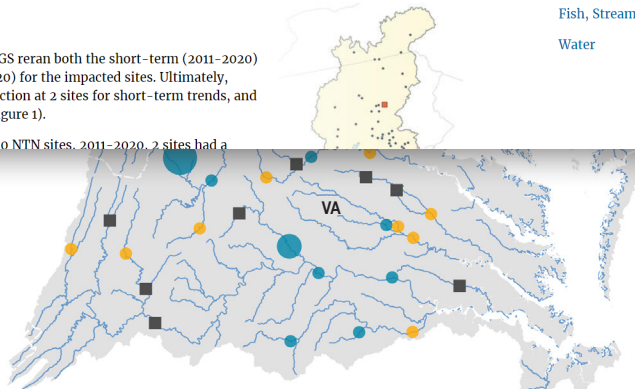 Fish, Stream
Water
GS reran both the short-term (2011-2020)
20) for the impacted sites. Ultimately,
ction at 2 sites for short-term trends, and
igure 1).
0 NTN sites, 2011-2020, 2 sites had a
VA